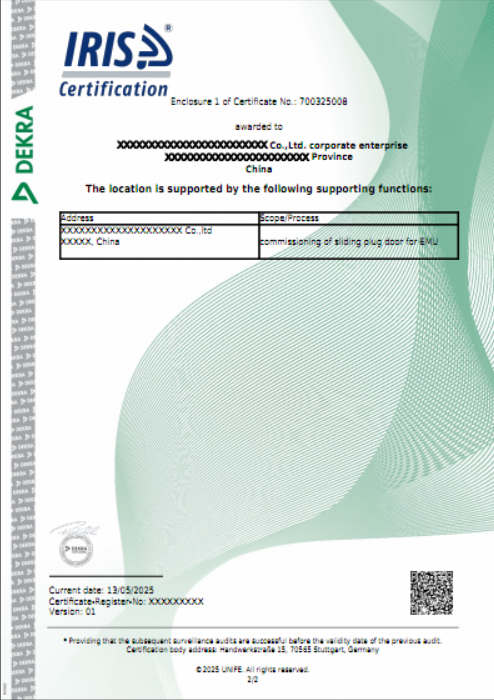 IRIS®
Certification
DEKRA
Enclosure 1 of Certificate No.: 700325008
awarded to
XXXXXXXXXXXXXXXXXXXXXXXXX Co.,Ltd. corporate enterprise
XXXXXXXXXXXXXXXXXXXXXXXX Province
China
The location is supported by the following supporting functions:
Address Scope/Process
XXXXXXXXXXXXXXXXXXXX Co.,ltd
XXXXX, China commissioning of sliding plug door for EMU
DEKRA
Current date: 13/05/2025
Certificate-Register-No: XXXXXXXXX
Version: 01
* Providing that the subsequent surveillance audits are successful before the validity date of the previous audit.
Certification body address: Handwerkstraße 15, 70565 Stuttgart, Germany
©2025 UNIFE. All rights reserved.
2/2